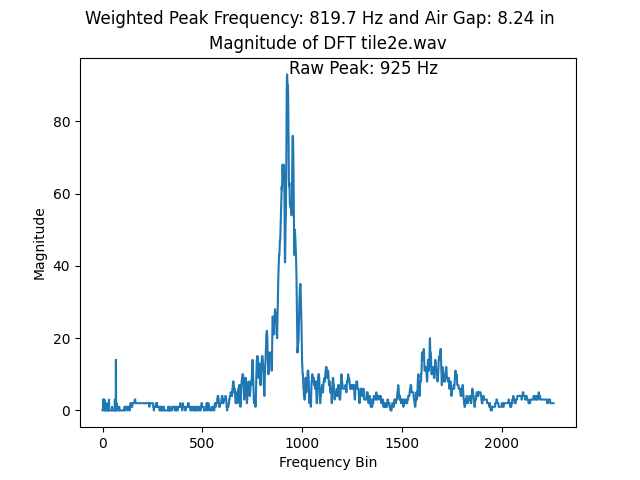 Weighted Peak Frequency: 819.7 Hz and Air Gap: 8.24 in
Magnitude of DFT tile2e.wav
Raw Peak: 925 Hz
80
60
40
20
0
Magnitude
0 500 1000 1500 2000
Frequency Bin